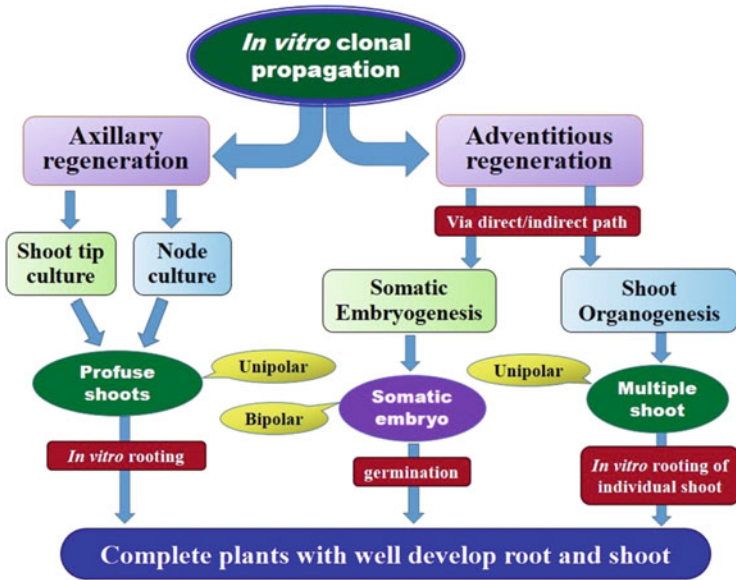 In vitro clonal
propagation
Axillary
regeneration
Adventitious
regeneration
Via direct/indirect path
Shoot tip
culture
Node
culture
Somatic
Embryogenesis
Shoot
Organogenesis
Profuse
shoots
Unipolar
Bipolar
Somatic
embryo
Unipolar
Multiple
shoot
In vitro rooting
germination
In vitro rooting of
individual shoot
Complete plants with well develop root and shoot